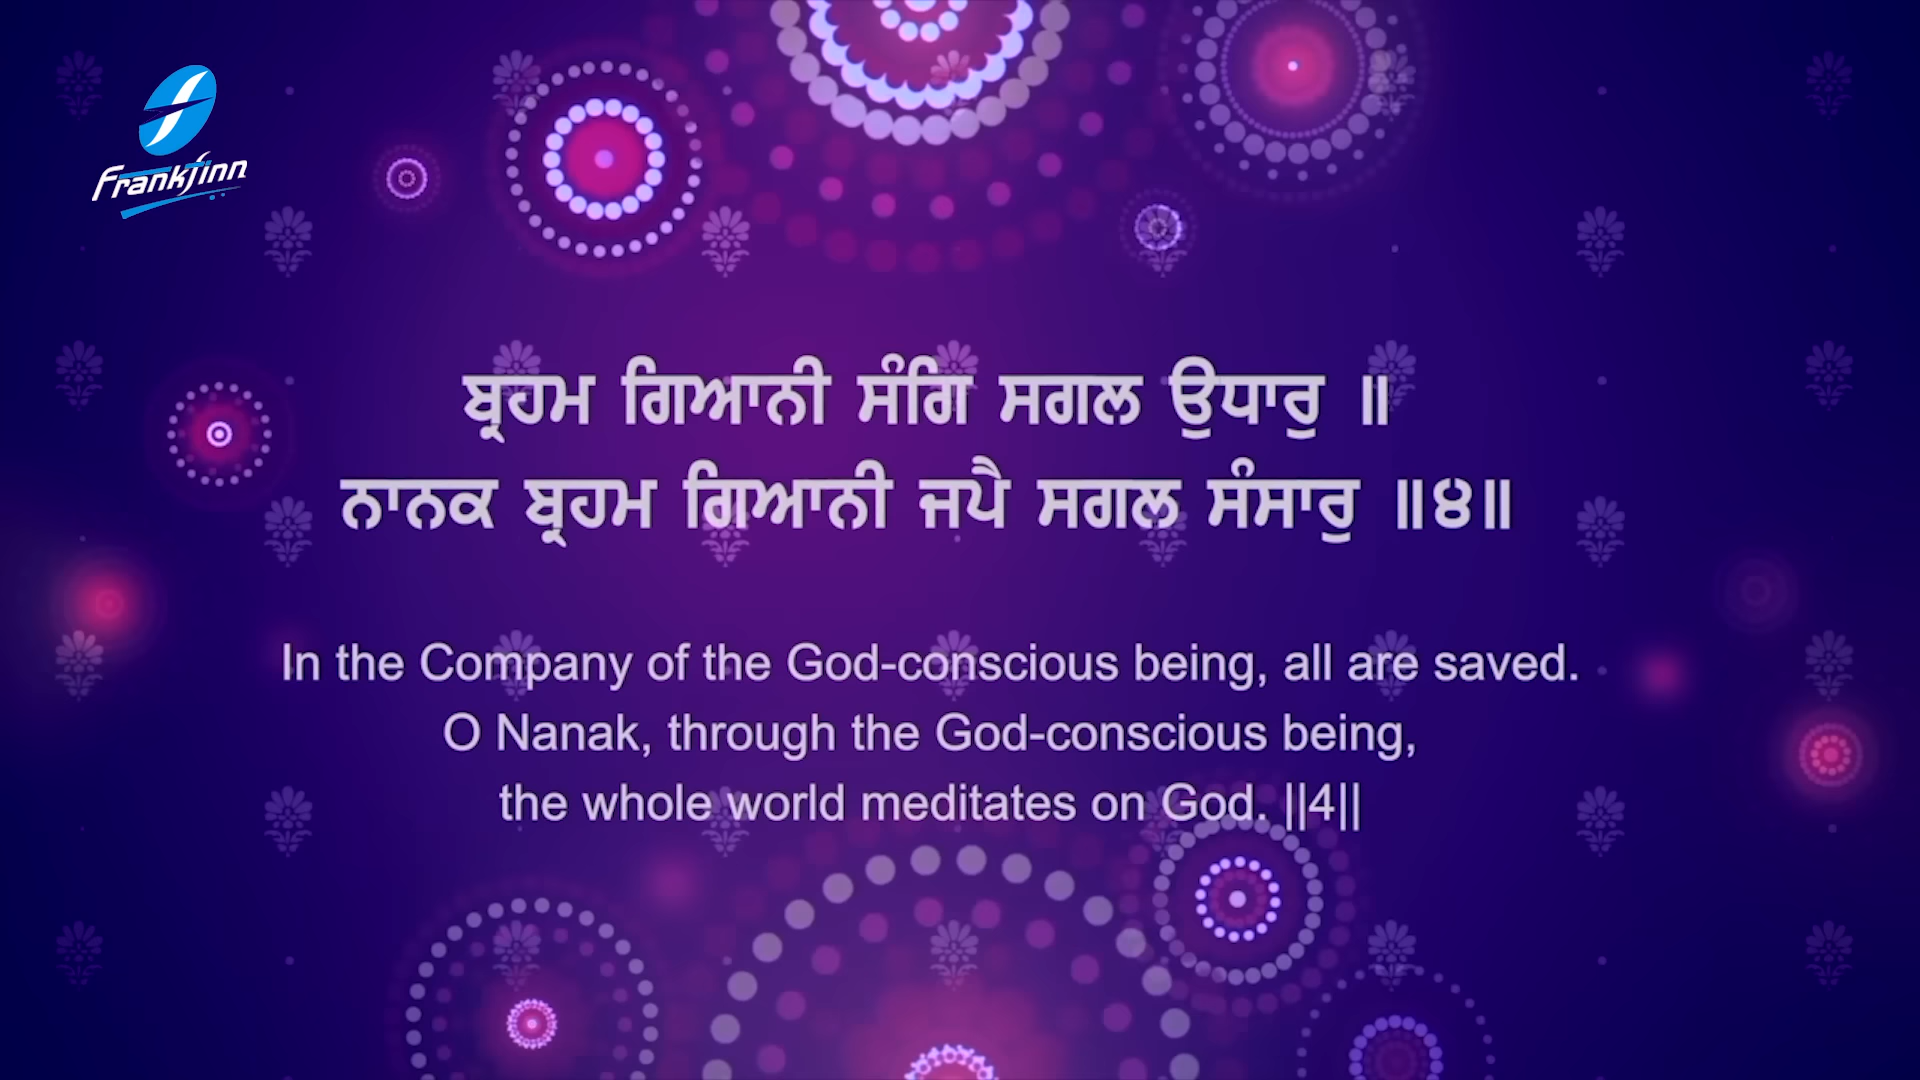 Frankfinn
ਬ੍ਰਹਮ ਗਿਆਨੀ ਸੰਗਿ ਸਗਲ ਉਧਾਰੁ ॥
ਨਾਨਕ ਬ੍ਰਹਮ ਗਿਆਨੀ ਜਪੈ ਸਗਲ ਸੰਸਾਰੁ ॥੪॥
In the Company of the God-conscious being, all are saved.
O Nanak, through the God-conscious being,
the whole world meditates on God. ||4||